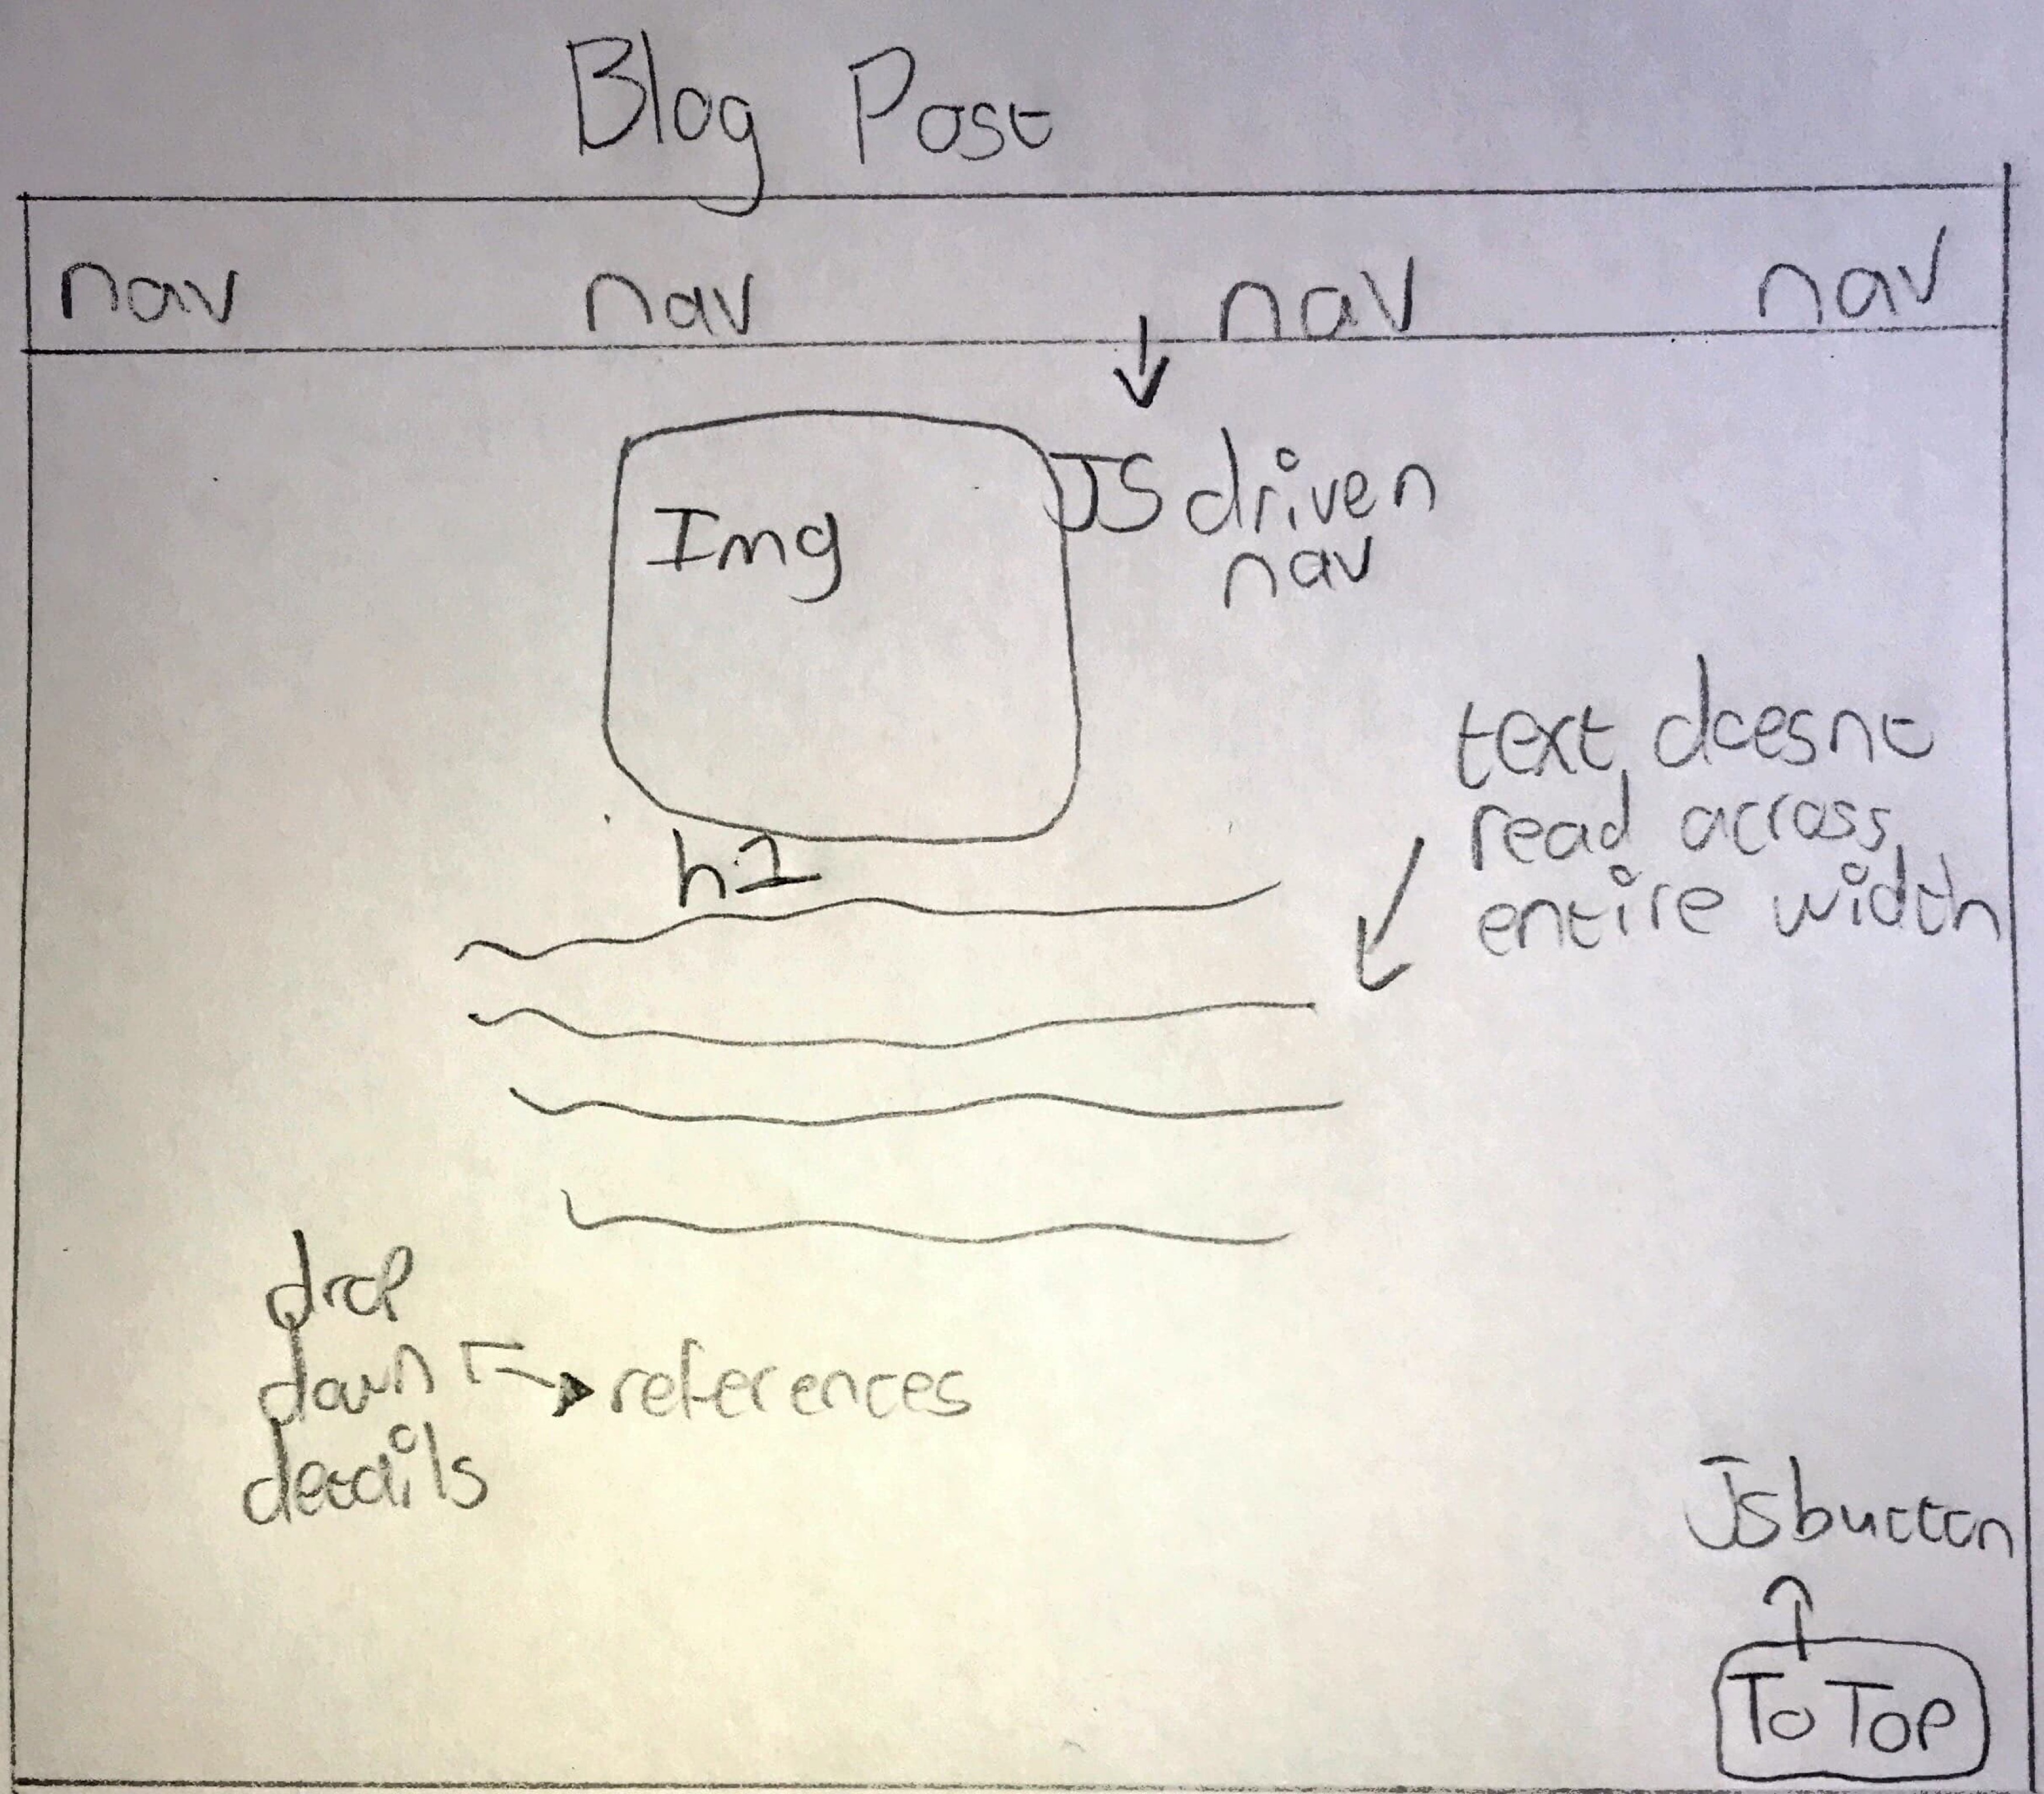 Blog Post
nav nav nav nav
JS driven
nav
Img
text doesnt
read across
entire width
h1
drop
down
details
references
JS button
To Top